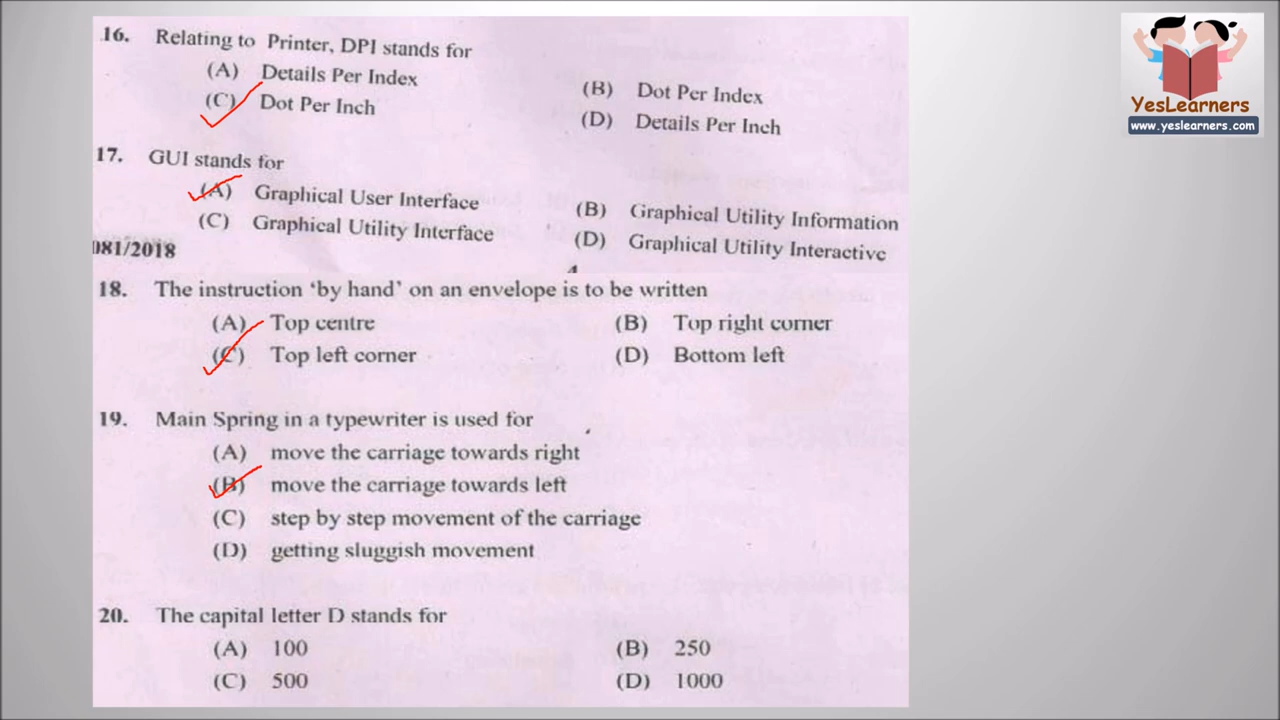 16. Relating to Printer, DPI stands for
(A) Details Per Index
(B) Dot Per Index
(C) Dot Per Inch
(D) Details Per Inch
17. GUI stands for
(A) Graphical User Interface
(B) Graphical Utility Information
(C) Graphical Utility Interface
(D) Graphical Utility Interactive
081/2018
4
18. The instruction ‘by hand’ on an envelope is to be written
(A) Top centre
(B) Top right corner
(C) Top left corner
(D) Bottom left
19. Main Spring in a typewriter is used for
(A) move the carriage towards right
(B) move the carriage towards left
(C) step by step movement of the carriage
(D) getting sluggish movement
20. The capital letter D stands for
(A) 100
(B) 250
(C) 500
(D) 1000
YesLearners
www.yeslearners.com